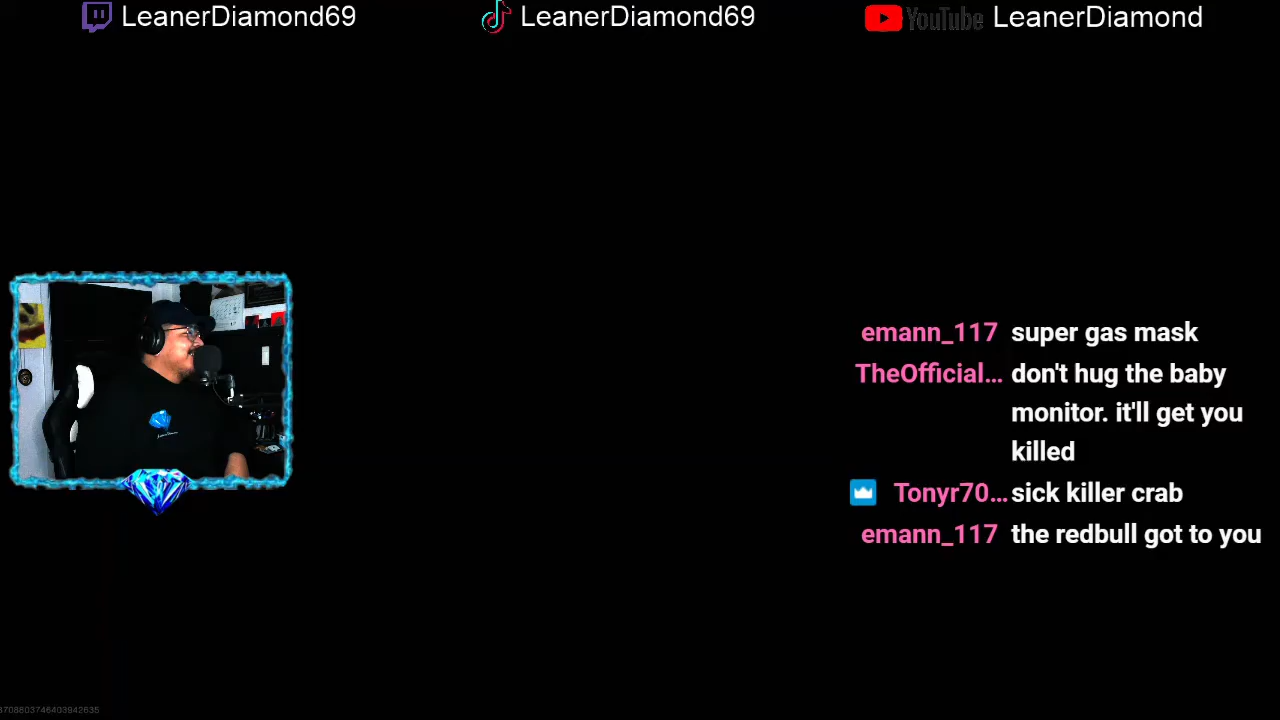 LeanerDiamond69
LeanerDiamond69
YouTube LeanerDiamond
emann_117 super gas mask
TheOfficial... don't hug the baby
monitor. it'll get you
killed
Tonyr70... sick killer crab
emann_117 the redbull got to you